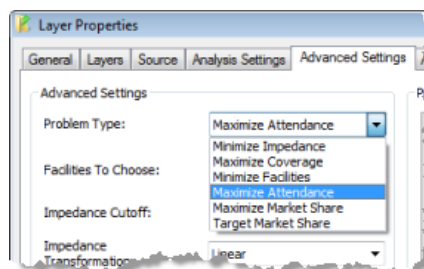 Layer Properties
General Layers Source Analysis Settings Advanced Settings
Advanced Settings
Problem Type: Maximize Attendance
Minimize Impedance
Maximize Coverage
Minimize Facilities
Maximize Attendance
Maximize Market Share
Target Market Share
Facilities To Choose:
Impedance Cutoff:
Impedance
Transformation: Linear